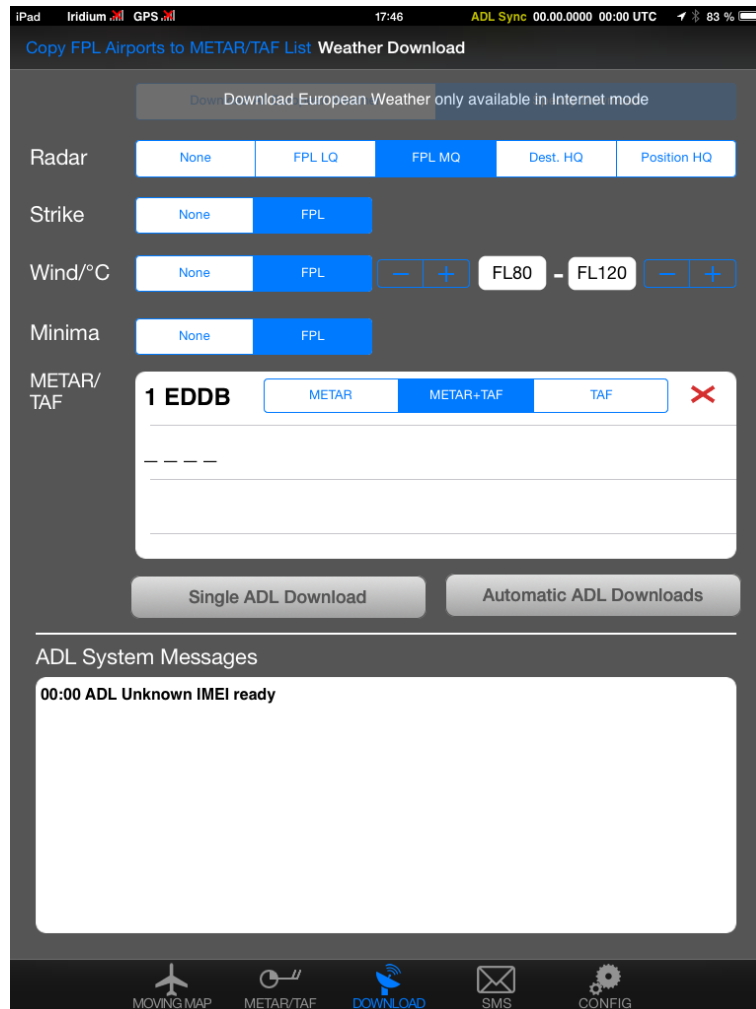 iPad Iridium GPS 17:46 ADL Sync 00.00.0000 00:00 UTC 83 %
Copy FPL Airports to METAR/TAF List Weather Download
Download European Weather only available in Internet mode
Radar None FPL LQ FPL MQ Dest. HQ Position HQ
Strike None FPL
Wind/°C None FPL − + FL80 - FL120 − +
Minima None FPL
METAR/
TAF
1 EDDB METAR METAR+TAF TAF
_ _ _ _
Single ADL Download Automatic ADL Downloads
ADL System Messages
00:00 ADL Unknown IMEI ready
MOVING MAP METAR/TAF DOWNLOAD SMS CONFIG